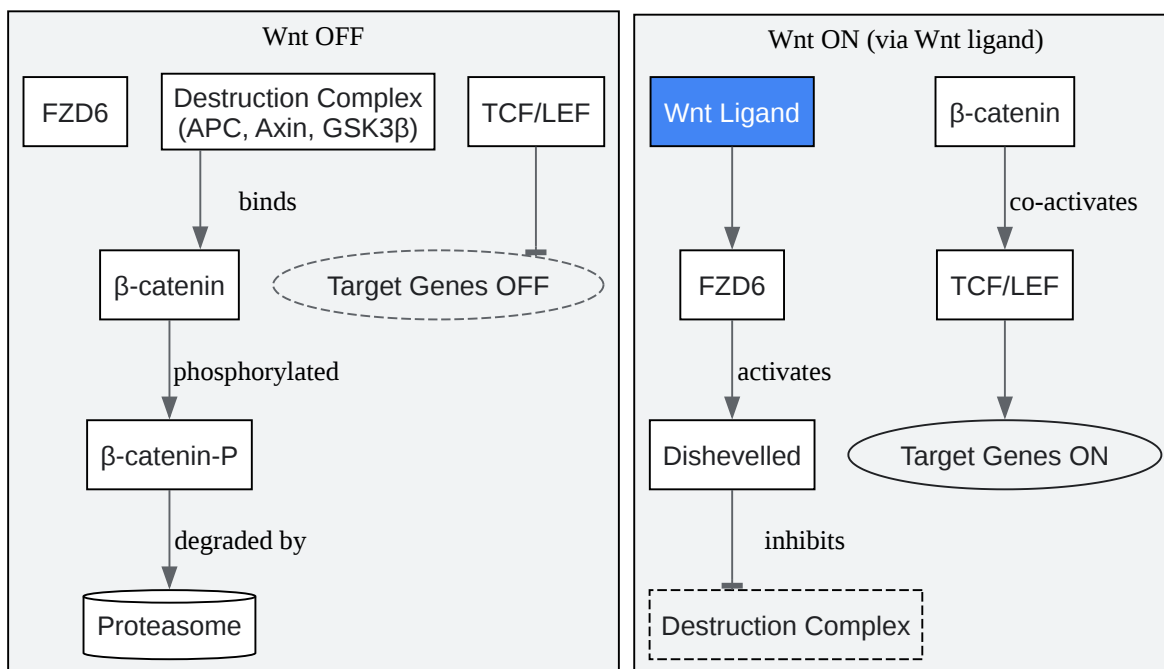 Wnt OFF
FZD6
Destruction Complex
(APC, Axin, GSK3β)
TCF/LEF
binds
β-catenin
Target Genes OFF
phosphorylated
β-catenin-P
degraded by
Proteasome
Wnt ON (via Wnt ligand)
Wnt Ligand
β-catenin
co-activates
FZD6
TCF/LEF
activates
Dishevelled
Target Genes ON
inhibits
Destruction Complex